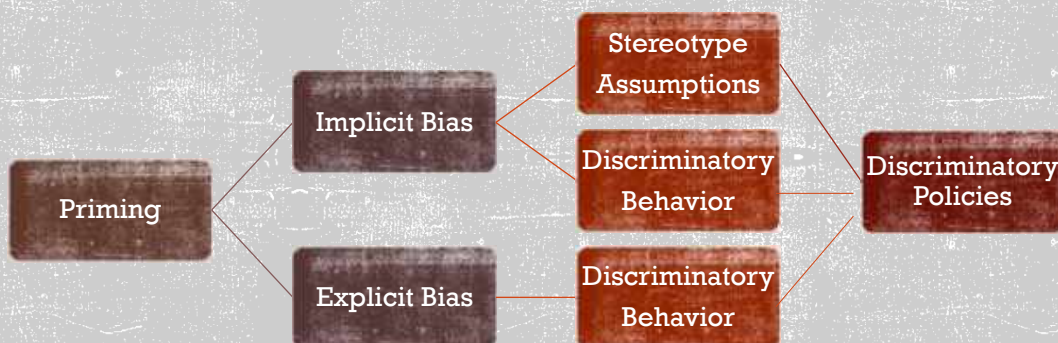 Priming
Implicit Bias
Explicit Bias
Stereotype
Assumptions
Discriminatory
Behavior
Discriminatory
Behavior
Discriminatory
Policies